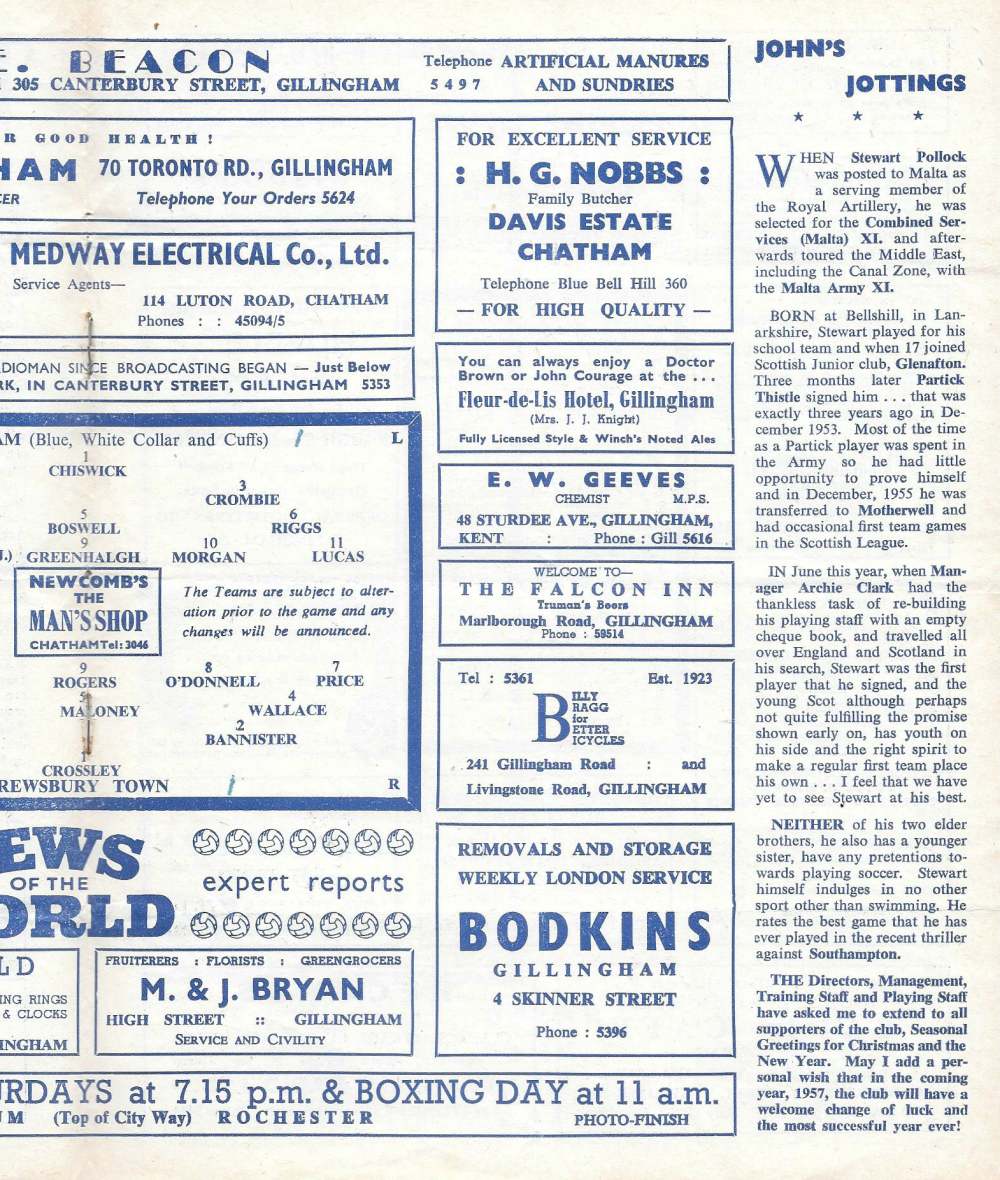 E. BEACON
305 CANTERBURY STREET, GILLINGHAM
Telephone
5497
ARTIFICIAL MANURES
AND SUNDRIES
R GOOD HEALTH!
HAM 70 TORONTO RD., GILLINGHAM
CER Telephone Your Orders 5624
MEDWAY ELECTRICAL Co., Ltd.
Service Agents—
114 LUTON ROAD, CHATHAM
Phones : : 45094/5
DIOMAN SINCE BROADCASTING BEGAN — Just Below
RK, IN CANTERBURY STREET, GILLINGHAM 5353
AM (Blue, White Collar and Cuffs) L
1
CHISWICK
3
CROMBIE
5 6
BOSWELL RIGGS
9 10 11
J.) GREENHALGH MORGAN LUCAS
NEWCOMB'S
THE
MAN'S SHOP
CHATHAM Tel: 3046
The Teams are subject to alter-
ation prior to the game and any
changes will be announced.
9 8 7
ROGERS O'DONNELL PRICE
5 4
MALONEY WALLACE
2
BANNISTER
1
CROSSLEY
REWSBURY TOWN R
EWS
OF THE
ORLD
expert reports
LD
NG RINGS
& CLOCKS
INGHAM
FRUITERERS : FLORISTS : GREENGROCERS
M. & J. BRYAN
HIGH STREET :: GILLINGHAM
SERVICE AND CIVILITY
FOR EXCELLENT SERVICE
: H. G. NOBBS :
Family Butcher
DAVIS ESTATE
CHATHAM
Telephone Blue Bell Hill 360
— FOR HIGH QUALITY —
You can always enjoy a Doctor
Brown or John Courage at the ...
Fleur-de-Lis Hotel, Gillingham
(Mrs. J. J. Knight)
Fully Licensed Style & Winch's Noted Ales
E. W. GEEVES
CHEMIST M.P.S.
48 STURDEE AVE., GILLINGHAM,
KENT : Phone : Gill 5616
WELCOME TO—
THE FALCON INN
Truman's Beers
Marlborough Road, GILLINGHAM
Phone : 59514
Tel : 5361 Est. 1923
BILLY
BRAGG
for
BETTER
BICYCLES
241 Gillingham Road : and
Livingstone Road, GILLINGHAM
REMOVALS AND STORAGE
WEEKLY LONDON SERVICE
BODKINS
GILLINGHAM
4 SKINNER STREET
Phone : 5396
URDAYS at 7.15 p.m. & BOXING DAY at 11 a.m.
UM (Top of City Way) ROCHESTER PHOTO-FINISH
JOHN'S
JOTTINGS
★ ★ ★
WHEN Stewart Pollock
was posted to Malta as
a serving member of
the Royal Artillery, he was
selected for the Combined Ser-
vices (Malta) XI. and after-
wards toured the Middle East,
including the Canal Zone, with
the Malta Army XI.
BORN at Bellshill, in Lan-
arkshire, Stewart played for his
school team and when 17 joined
Scottish Junior club, Glenafton.
Three months later Partick
Thistle signed him . . . that was
exactly three years ago in De-
cember 1953. Most of the time
as a Partick player was spent in
the Army so he had little
opportunity to prove himself
and in December, 1955 he was
transferred to Motherwell and
had occasional first team games
in the Scottish League.
IN June this year, when Man-
ager Archie Clark had the
thankless task of re-building
his playing staff with an empty
cheque book, and travelled all
over England and Scotland in
his search, Stewart was the first
player that he signed, and the
young Scot although perhaps
not quite fulfilling the promise
shown early on, has youth on
his side and the right spirit to
make a regular first team place
his own . . . I feel that we have
yet to see Stewart at his best.
NEITHER of his two elder
brothers, he also has a younger
sister, have any pretentions to-
wards playing soccer. Stewart
himself indulges in no other
sport other than swimming. He
rates the best game that he has
ever played in the recent thriller
against Southampton.
THE Directors, Management,
Training Staff and Playing Staff
have asked me to extend to all
supporters of the club, Seasonal
Greetings for Christmas and the
New Year. May I add a per-
sonal wish that in the coming
year, 1957, the club will have a
welcome change of luck and
the most successful year ever!